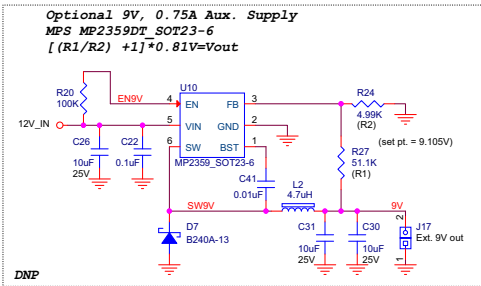 Optional 9V, 0.75A Aux. Supply
MPS MP2359DT_SOT23-6
[(R1/R2) +1]*0.81V=Vout
U10
R20
100K
EN9V
4
EN
FB
3
R24
4.99K
(R2)
12V_IN
5
VIN
GND
2
(set pt. = 9.105V)
6
SW
BST
1
MP2359_SOT23-6
R27
51.1K
(R1)
C26
10uF
25V
C22
0.1uF
C41
0.01uF
L2
4.7uH
SW9V
9V
D7
B240A-13
C31
10uF
25V
C30
10uF
25V
2
J17
Ext. 9V out
1
DNP